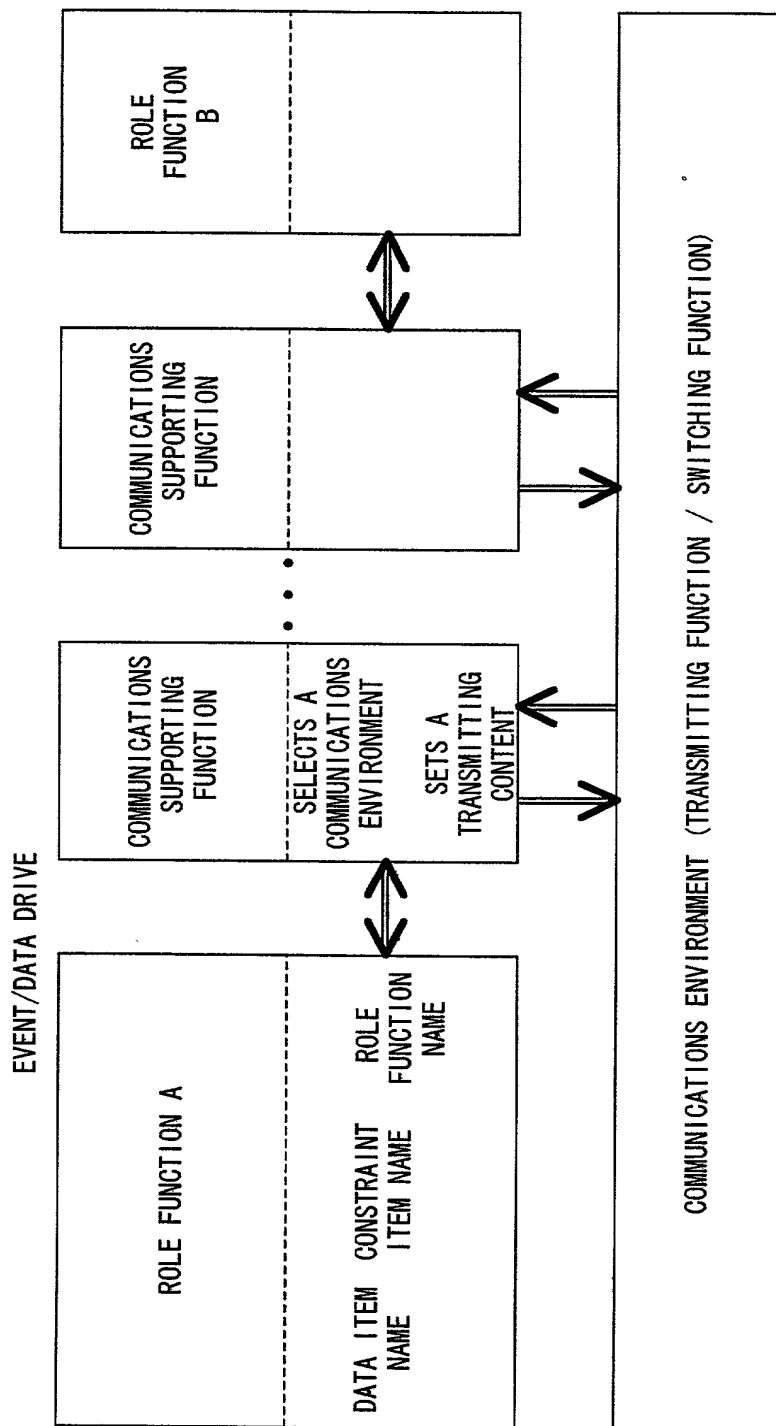 EVENT/DATA DRIVE
ROLE FUNCTION A
DATA ITEM
NAME
CONSTRAINT
ITEM NAME
ROLE
FUNCTION
NAME
COMMUNICATIONS
SUPPORTING
FUNCTION
SELECTS A
COMMUNICATIONS
ENVIRONMENT
SETS A
TRANSMITTING
CONTENT
COMMUNICATIONS
SUPPORTING
FUNCTION
ROLE
FUNCTION
B
COMMUNICATIONS ENVIRONMENT (TRANSMITTING FUNCTION / SWITCHING FUNCTION)